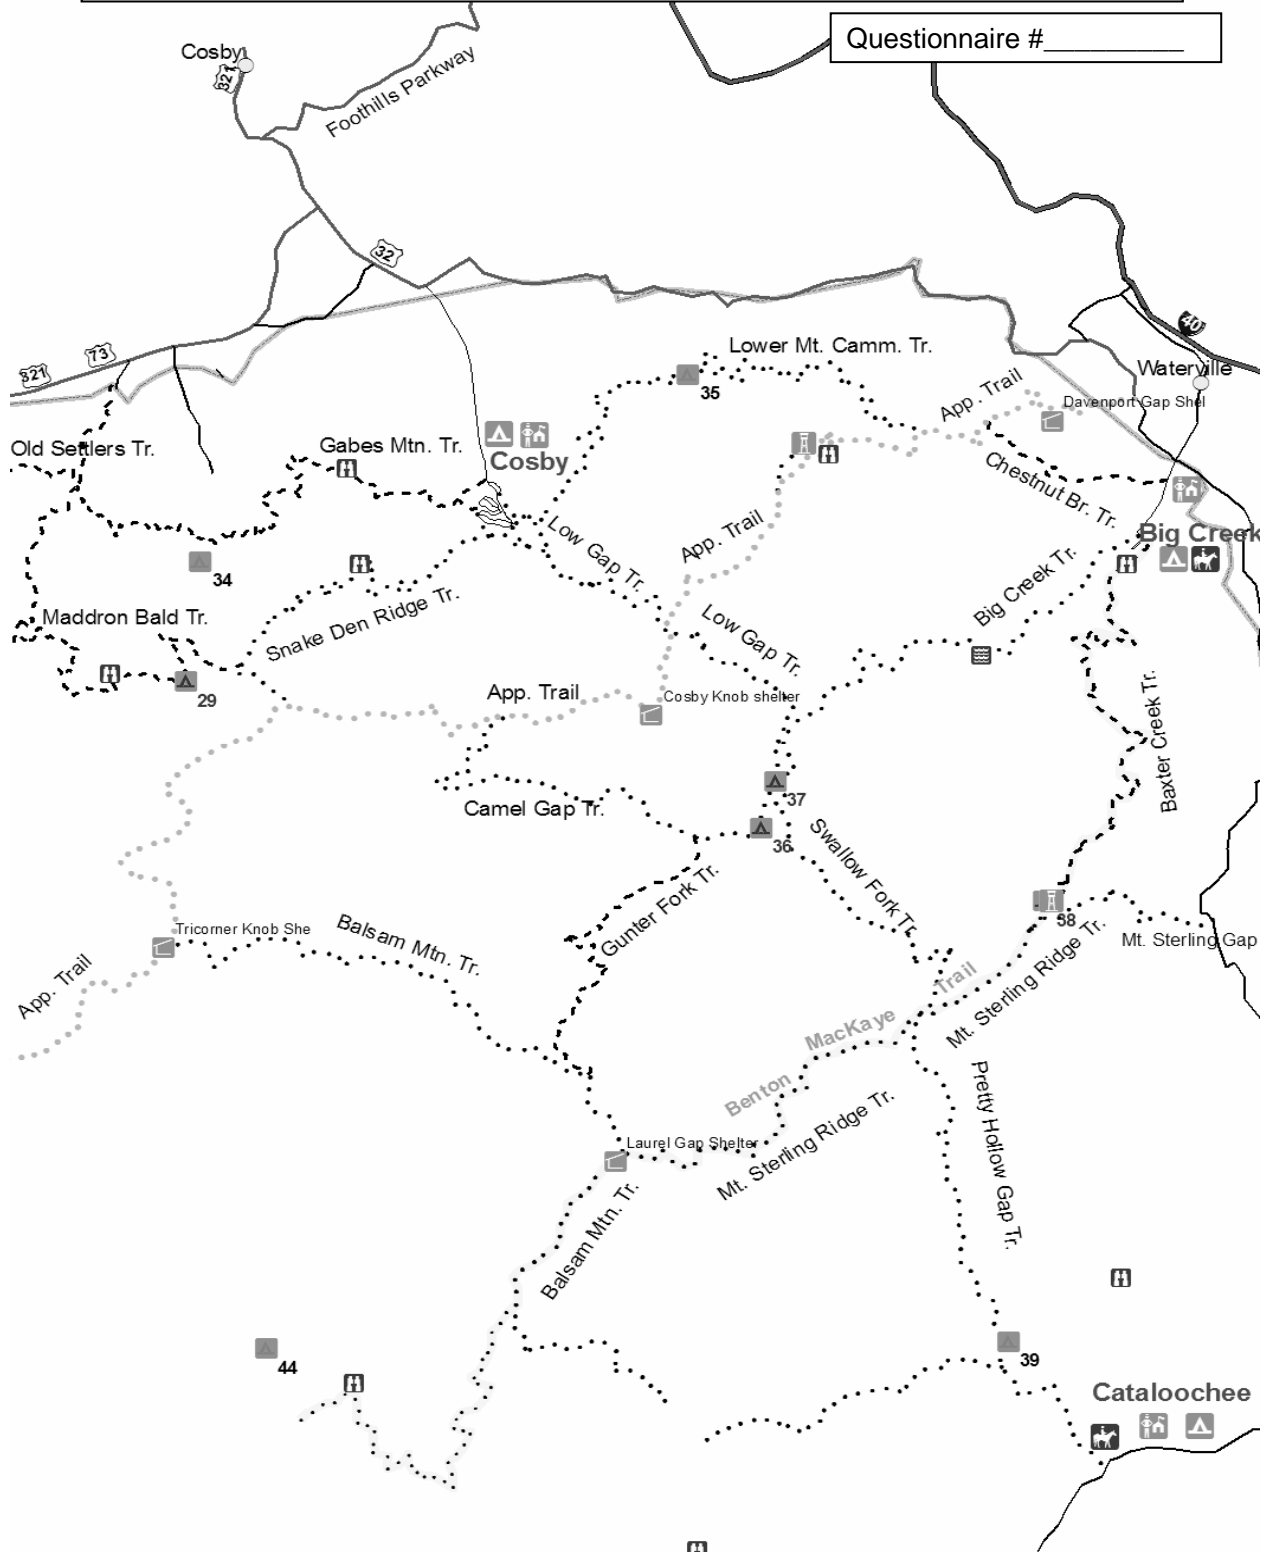 Questionnaire #_________
Cosby
321
Foothills Parkway
32
40
73
321
Waterville
Lower Mt. Camm. Tr.
35
App. Trail
Davenport Gap Shel
Old Settlers Tr.
Gabes Mtn. Tr.
Cosby
Chestnut Br. Tr.
Low Gap Tr.
App. Trail
Big Creek
34
Big Creek Tr.
Maddron Bald Tr.
Snake Den Ridge Tr.
Low Gap Tr.
29
App. Trail
Cosby Knob shelter
Baxter Creek Tr.
37
Camel Gap Tr.
36
Swallow Fork Tr.
Gunter Fork Tr.
38
Tricorner Knob She
Balsam Mtn. Tr.
Mt. Sterling Gap
App. Trail
Mt. Sterling Ridge Tr.
Benton MacKaye Trail
Pretty Hollow Gap Tr.
Laurel Gap Shelter
Mt. Sterling Ridge Tr.
Balsam Mtn. Tr.
44
39
Cataloochee